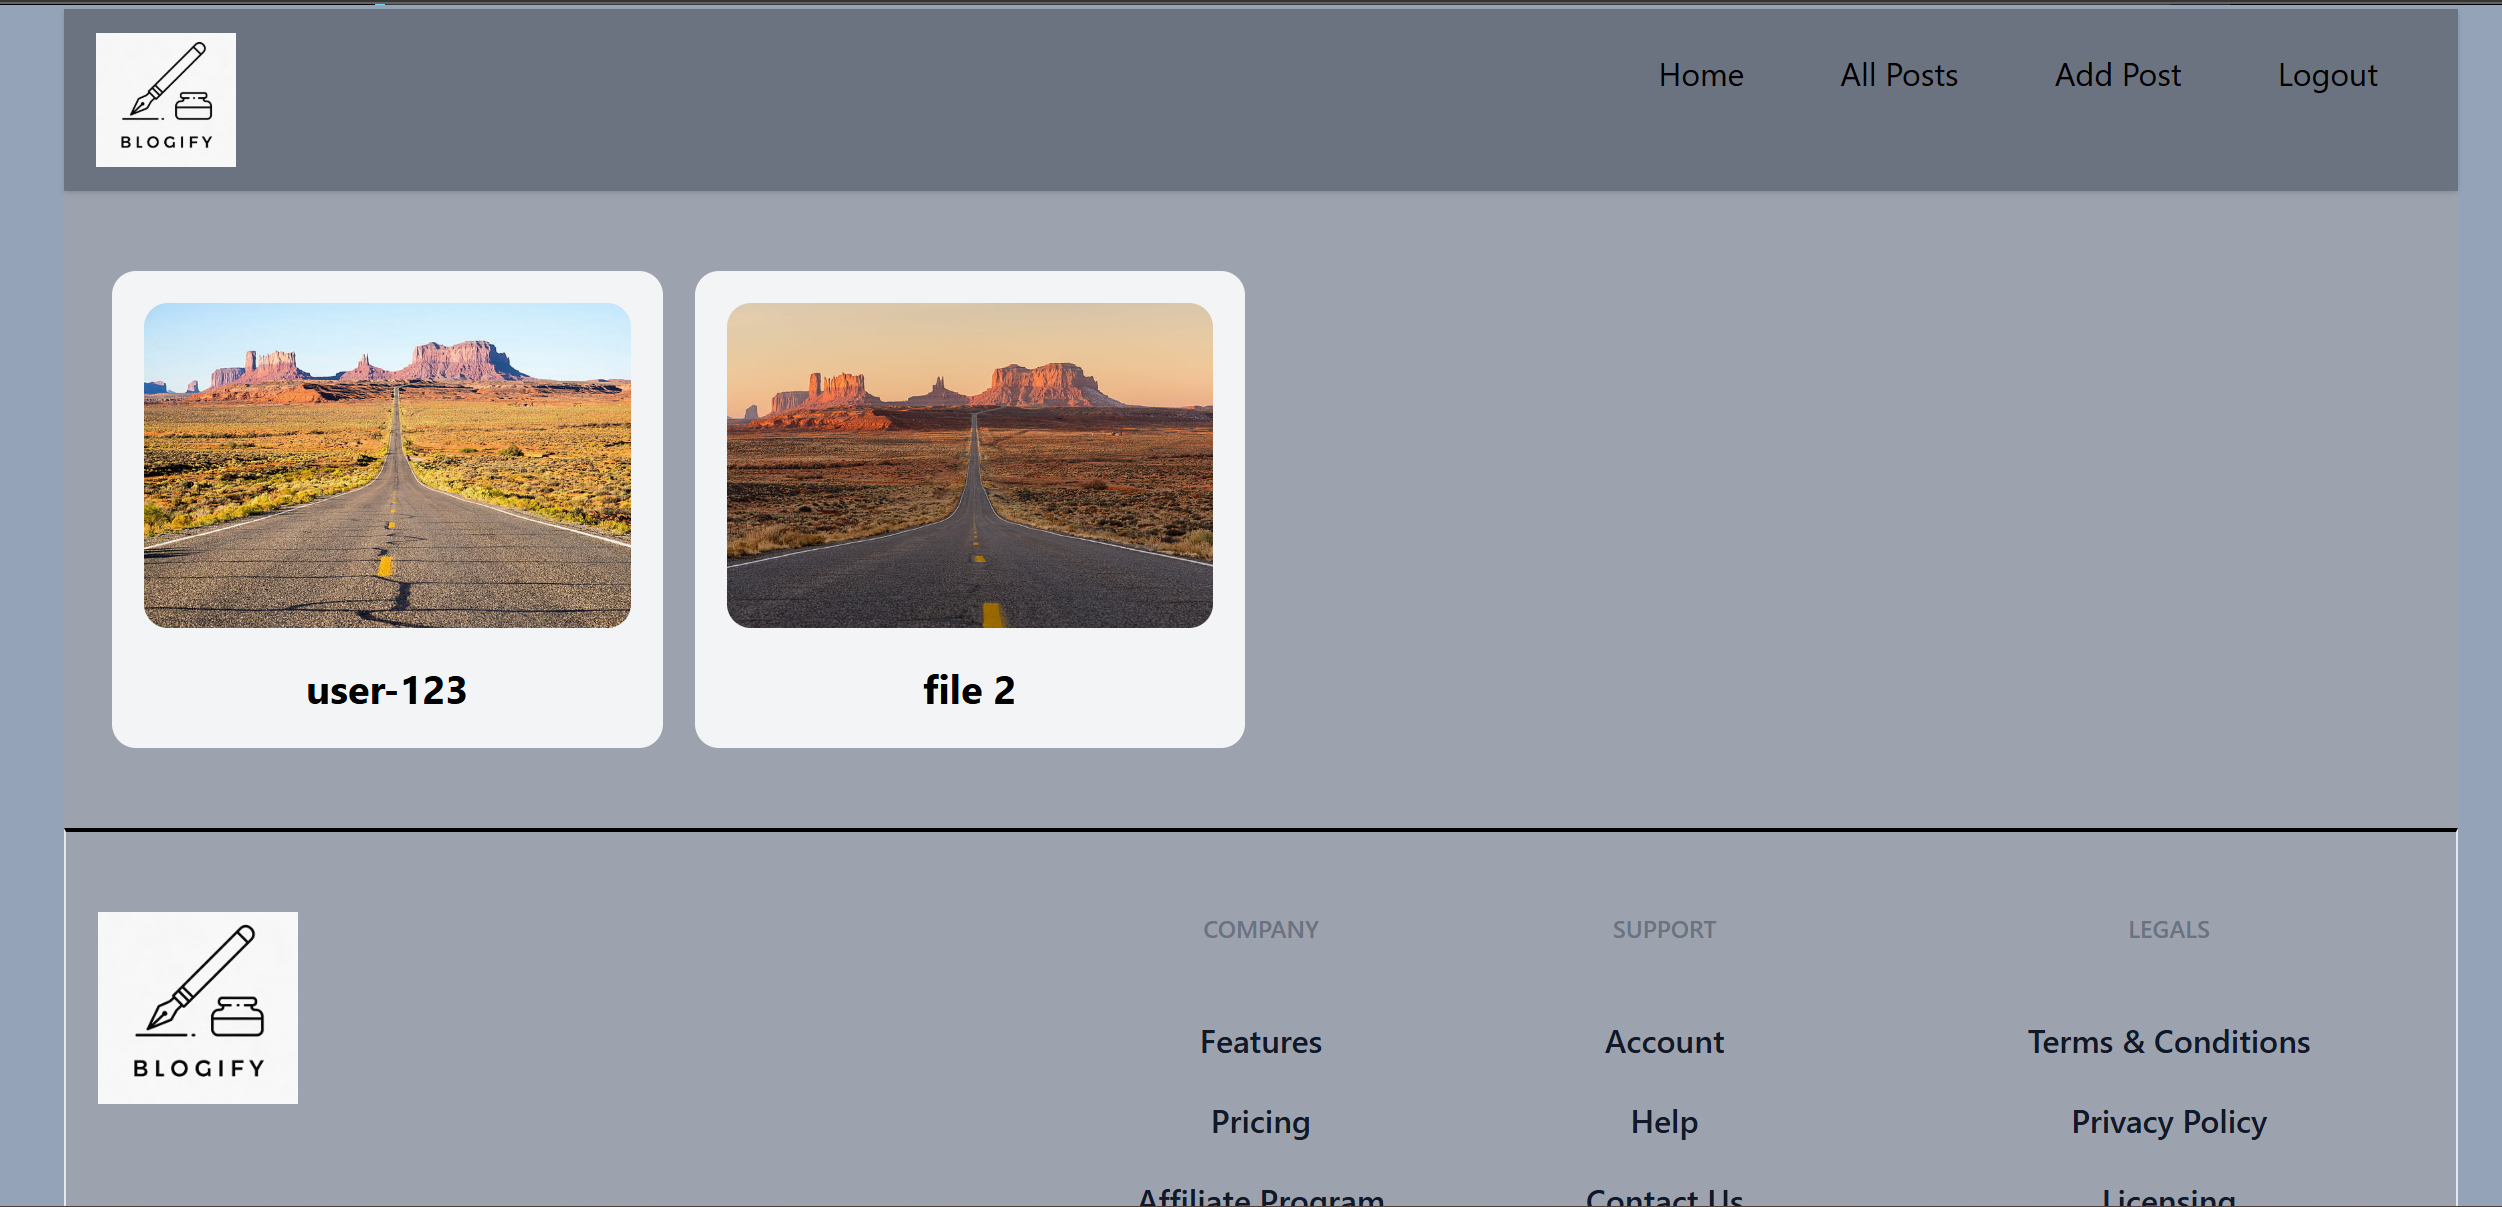 BLOGIFY
Home
All Posts
Add Post
Logout
user-123
file 2
BLOGIFY
COMPANY
Features
Pricing
Affiliate Program
SUPPORT
Account
Help
Contact Us
LEGALS
Terms & Conditions
Privacy Policy
Licensing